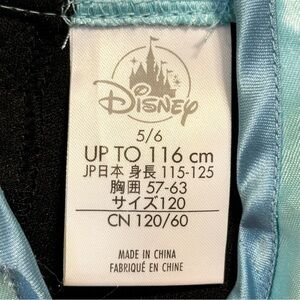 Disney
5/6
UP TO 116 cm
JP日本 身長 115-125
胸囲 57-63
サイズ120
CN 120/60
MADE IN CHINA
FABRIQUÉ EN CHINE